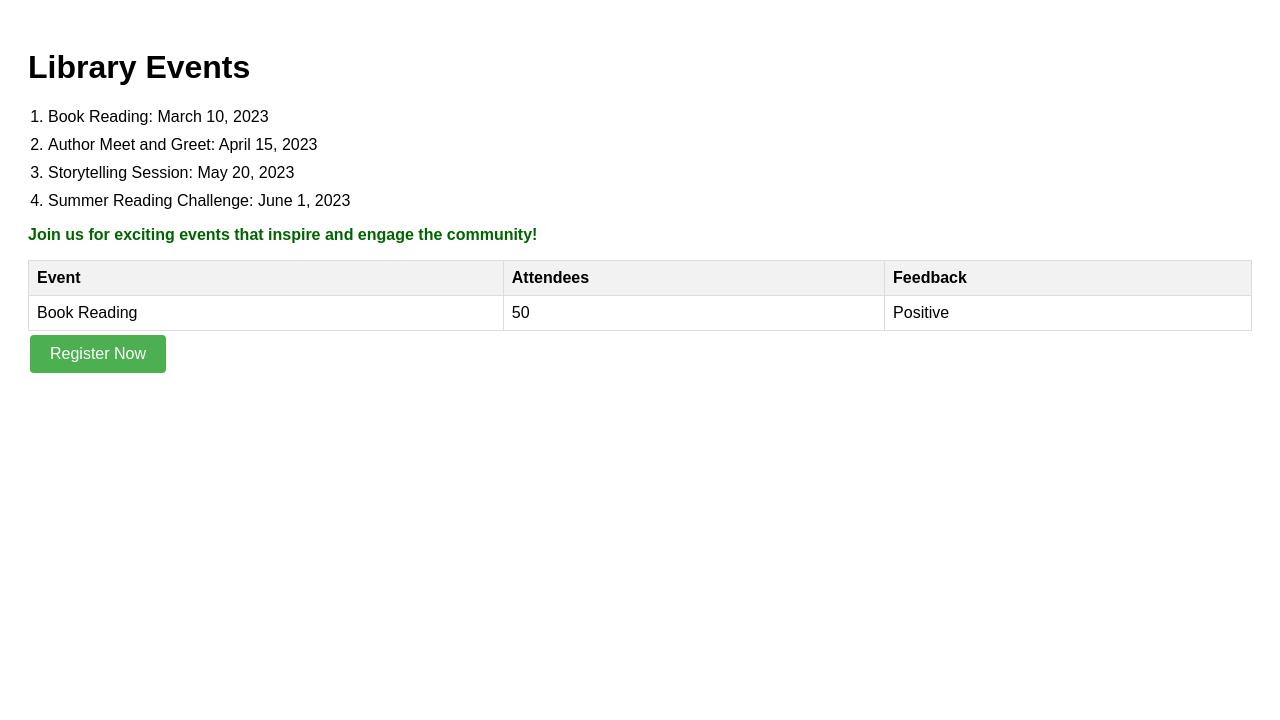 Library Events
1. Book Reading: March 10, 2023
2. Author Meet and Greet: April 15, 2023
3. Storytelling Session: May 20, 2023
4. Summer Reading Challenge: June 1, 2023
Join us for exciting events that inspire and engage the community!
Event Attendees Feedback
Book Reading 50 Positive
Register Now